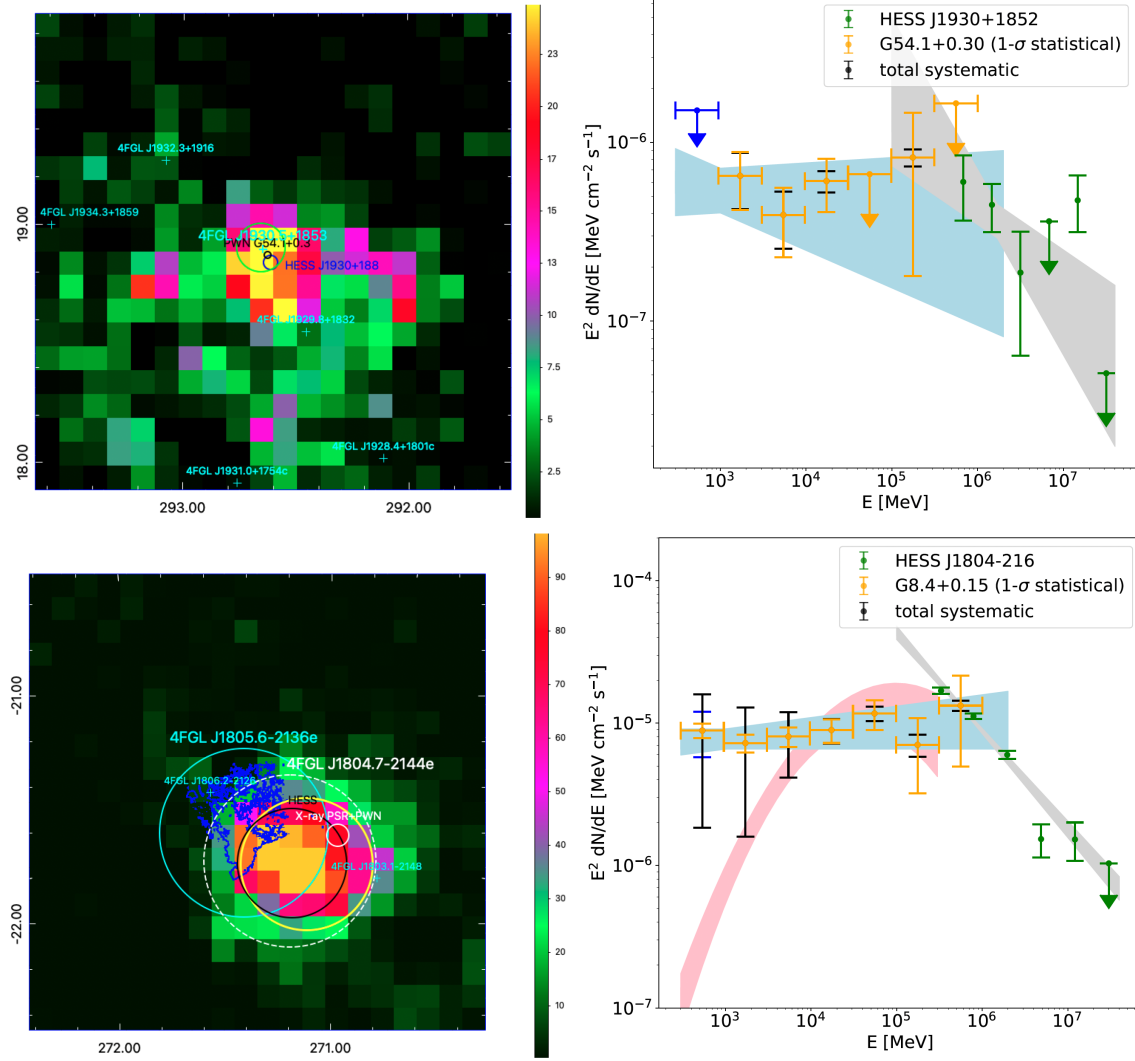 4FGL J1932.3+1916
4FGL J1934.3+1859
4FGL J1930.5+1853
PWN G54.1+0.3
HESS J1930+188
4FGL J1929.8+1832
4FGL J1928.4+1801c
4FGL J1931.0+1754c
19.00
18.00
293.00
292.00
23
20
17
15
13
10
7.5
5
2.5
HESS J1930+1852
G54.1+0.30 (1-σ statistical)
total systematic
E² dN/dE [MeV cm⁻² s⁻¹]
10⁻⁶
10⁻⁷
10³
10⁴
10⁵
10⁶
10⁷
E [MeV]
4FGL J1805.6-2136e
4FGL J1804.7-2144e
4FGL J1806.2-2126
HESS
X-ray PSR+PWN
4FGL J1803.1-2148
-21.00
-22.00
272.00
271.00
90
80
70
60
50
40
30
20
10
HESS J1804-216
G8.4+0.15 (1-σ statistical)
total systematic
E² dN/dE [MeV cm⁻² s⁻¹]
10⁻⁴
10⁻⁵
10⁻⁶
10⁻⁷
10³
10⁴
10⁵
10⁶
10⁷
E [MeV]